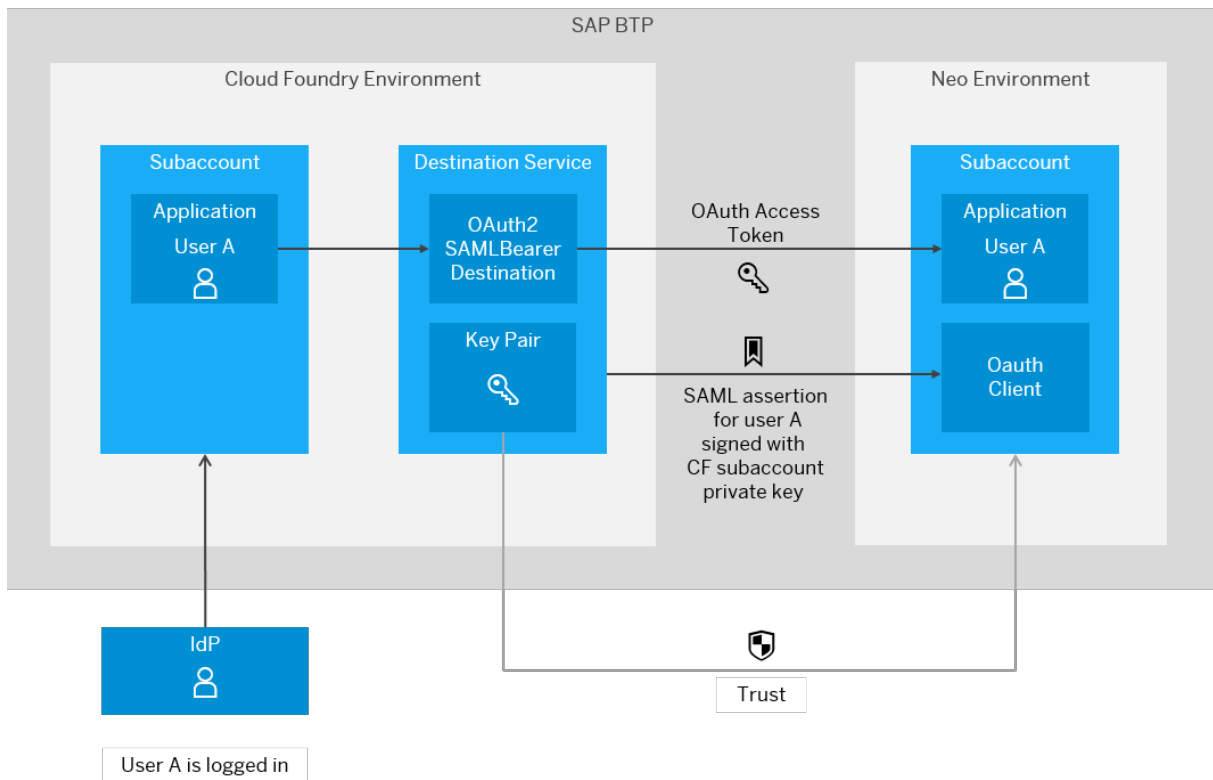 SAP BTP
Cloud Foundry Environment
Neo Environment
Subaccount
Application
User A
Destination Service
OAuth2
SAMLBearer
Destination
Key Pair
OAuth Access
Token
SAML assertion
for user A
signed with
CF subaccount
private key
Subaccount
Application
User A
Oauth
Client
IdP
Trust
User A is logged in